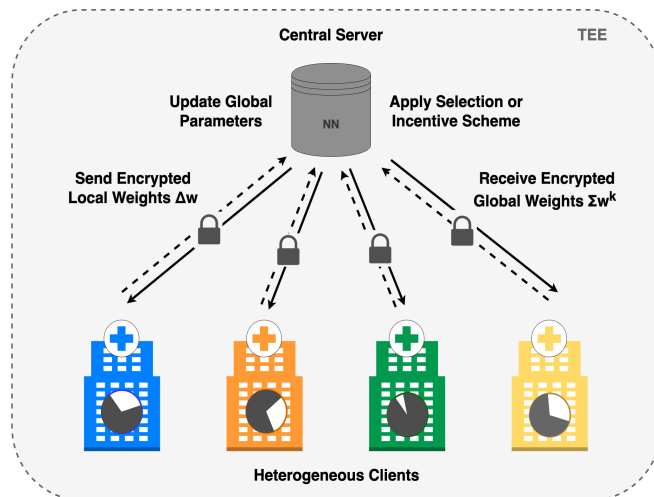 Central Server
TEE
Update Global
Parameters
Apply Selection or
Incentive Scheme
NN
Send Encrypted
Local Weights Δw
Receive Encrypted
Global Weights Σwᵏ
Heterogeneous Clients